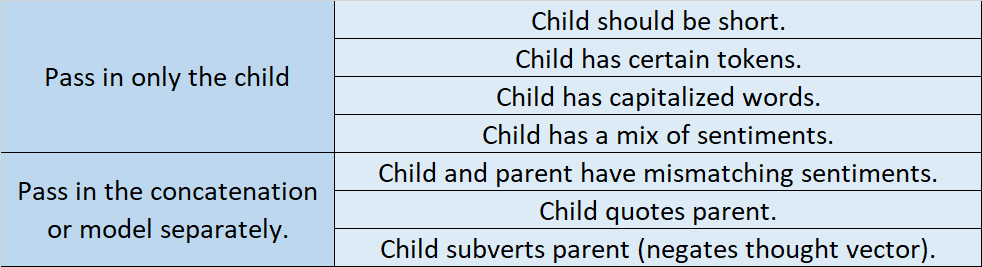 Pass in only the child
Child should be short.
Child has certain tokens.
Child has capitalized words.
Child has a mix of sentiments.
Pass in the concatenation
or model separately.
Child and parent have mismatching sentiments.
Child quotes parent.
Child subverts parent (negates thought vector).